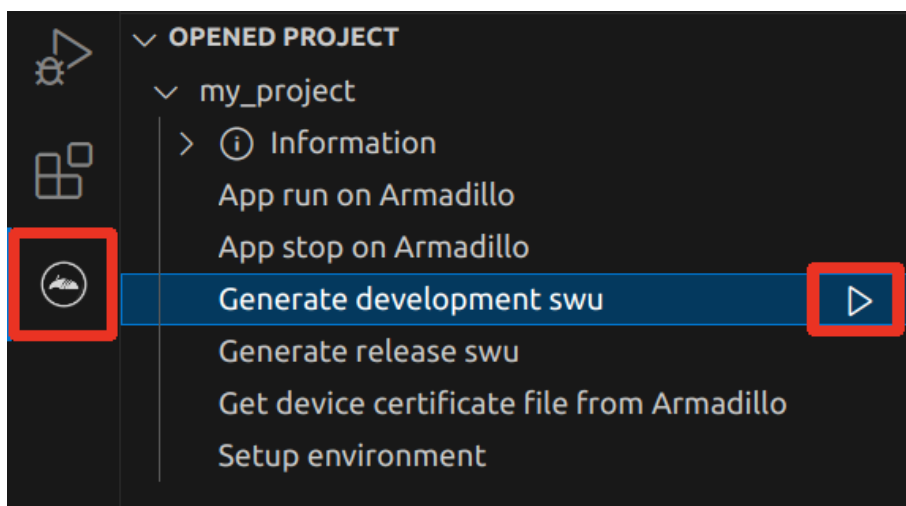 OPENED PROJECT
my_project
Information
App run on Armadillo
App stop on Armadillo
Generate development swu
Generate release swu
Get device certificate file from Armadillo
Setup environment